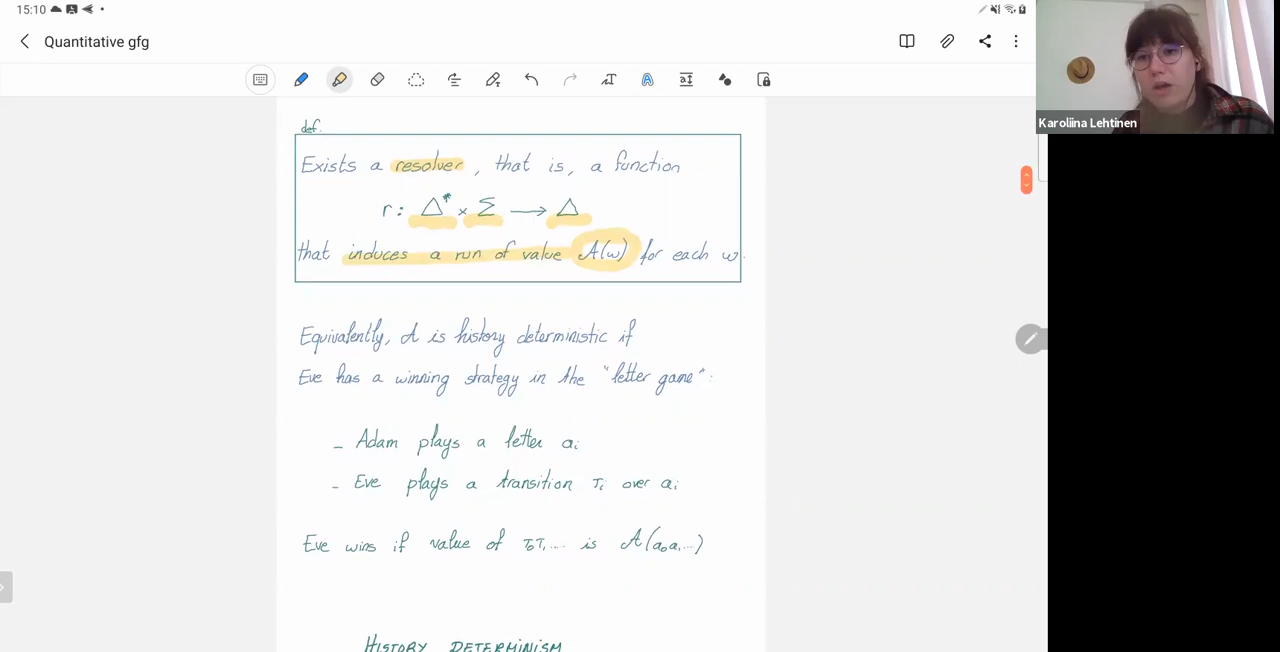 15:10
Quantitative gfg
Karoliina Lehtinen
def.
Exists a resolver, that is, a function
r: Δ* × Σ → Δ
that induces a run of value A(w) for each w.
Equivalently, A is history deterministic if
Eve has a winning strategy in the "letter game":
- Adam plays a letter aᵢ
- Eve plays a transition τᵢ over aᵢ
Eve wins if value of τ₀τ₁... is A(a₀a₁...)
HISTORY DETERMINISM